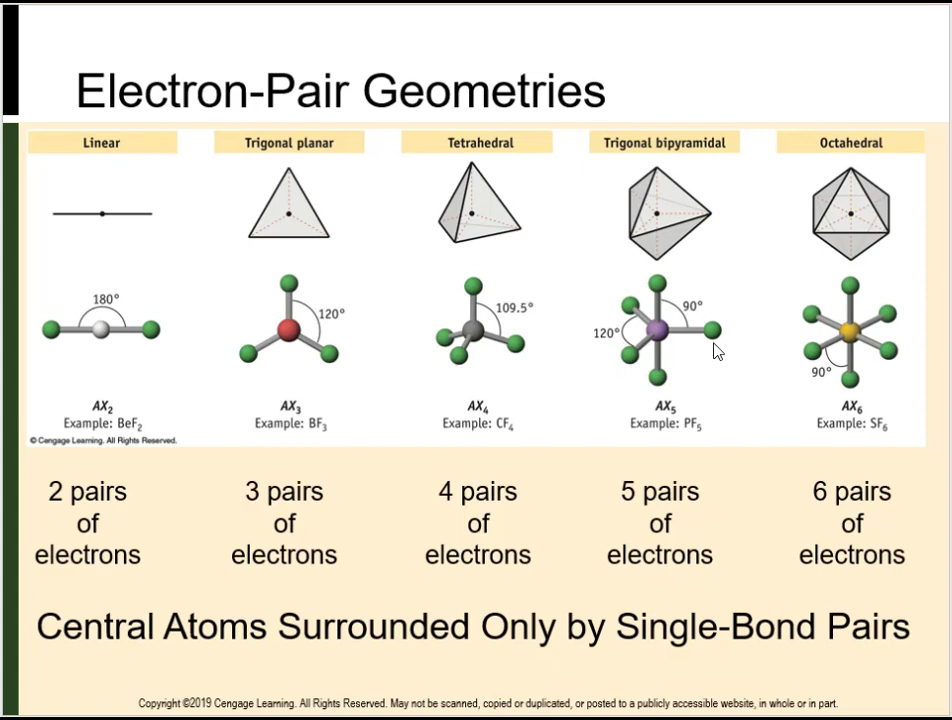 Electron-Pair Geometries
Linear Trigonal planar Tetrahedral Trigonal bipyramidal Octahedral
180° 120° 109.5° 90° 120° 90°
AX₂ AX₃ AX₄ AX₅ AX₆
Example: BeF₂ Example: BF₃ Example: CF₄ Example: PF₅ Example: SF₆
© Cengage Learning. All Rights Reserved.
2 pairs 3 pairs 4 pairs 5 pairs 6 pairs
of of of of of
electrons electrons electrons electrons electrons
Central Atoms Surrounded Only by Single-Bond Pairs
Copyright ©2019 Cengage Learning. All Rights Reserved. May not be scanned, copied or duplicated, or posted to a publicly accessible website, in whole or in part.